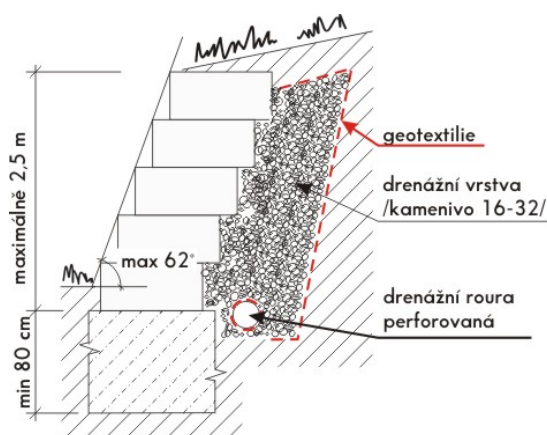 maximálně 2,5 m
min 80 cm
max 62°
geotextilie
drenážní vrstva
/kamenivo 16-32/
drenážní roura
perforovaná